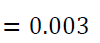 = 0.003